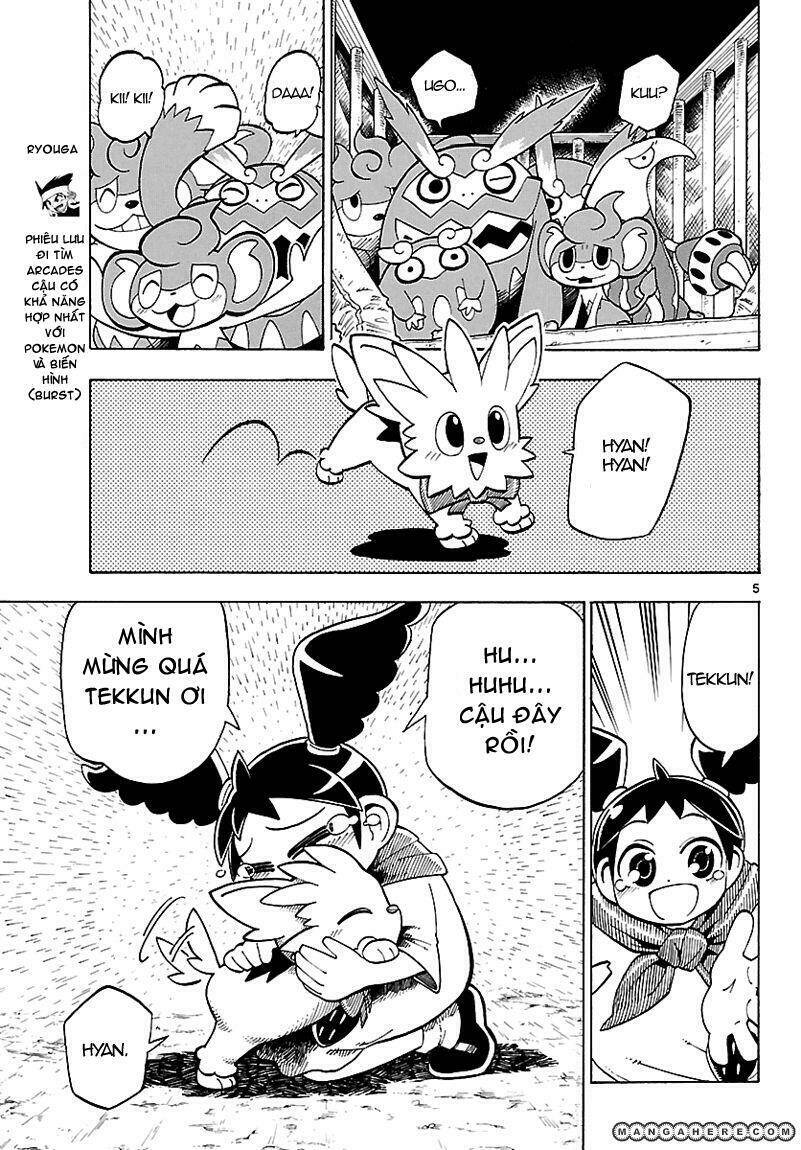 KUU?
UGO...
DAAA!
KII! KII!
RYOUGA
PHIÊU LƯU
ĐI TÌM
ARCADES
CẬU CÓ
KHẢ NĂNG
HỢP NHẤT
VỚI
POKEMON
VÀ BIẾN
HÌNH
(BURST)
HYAN!
HYAN!
5
TEKKUN!
HU...
HUHU...
CẬU ĐÂY
RỒI!
MÌNH
MỪNG QUÁ
TEKKUN ƠI
...
HYAN.
MANGAHERE.COM